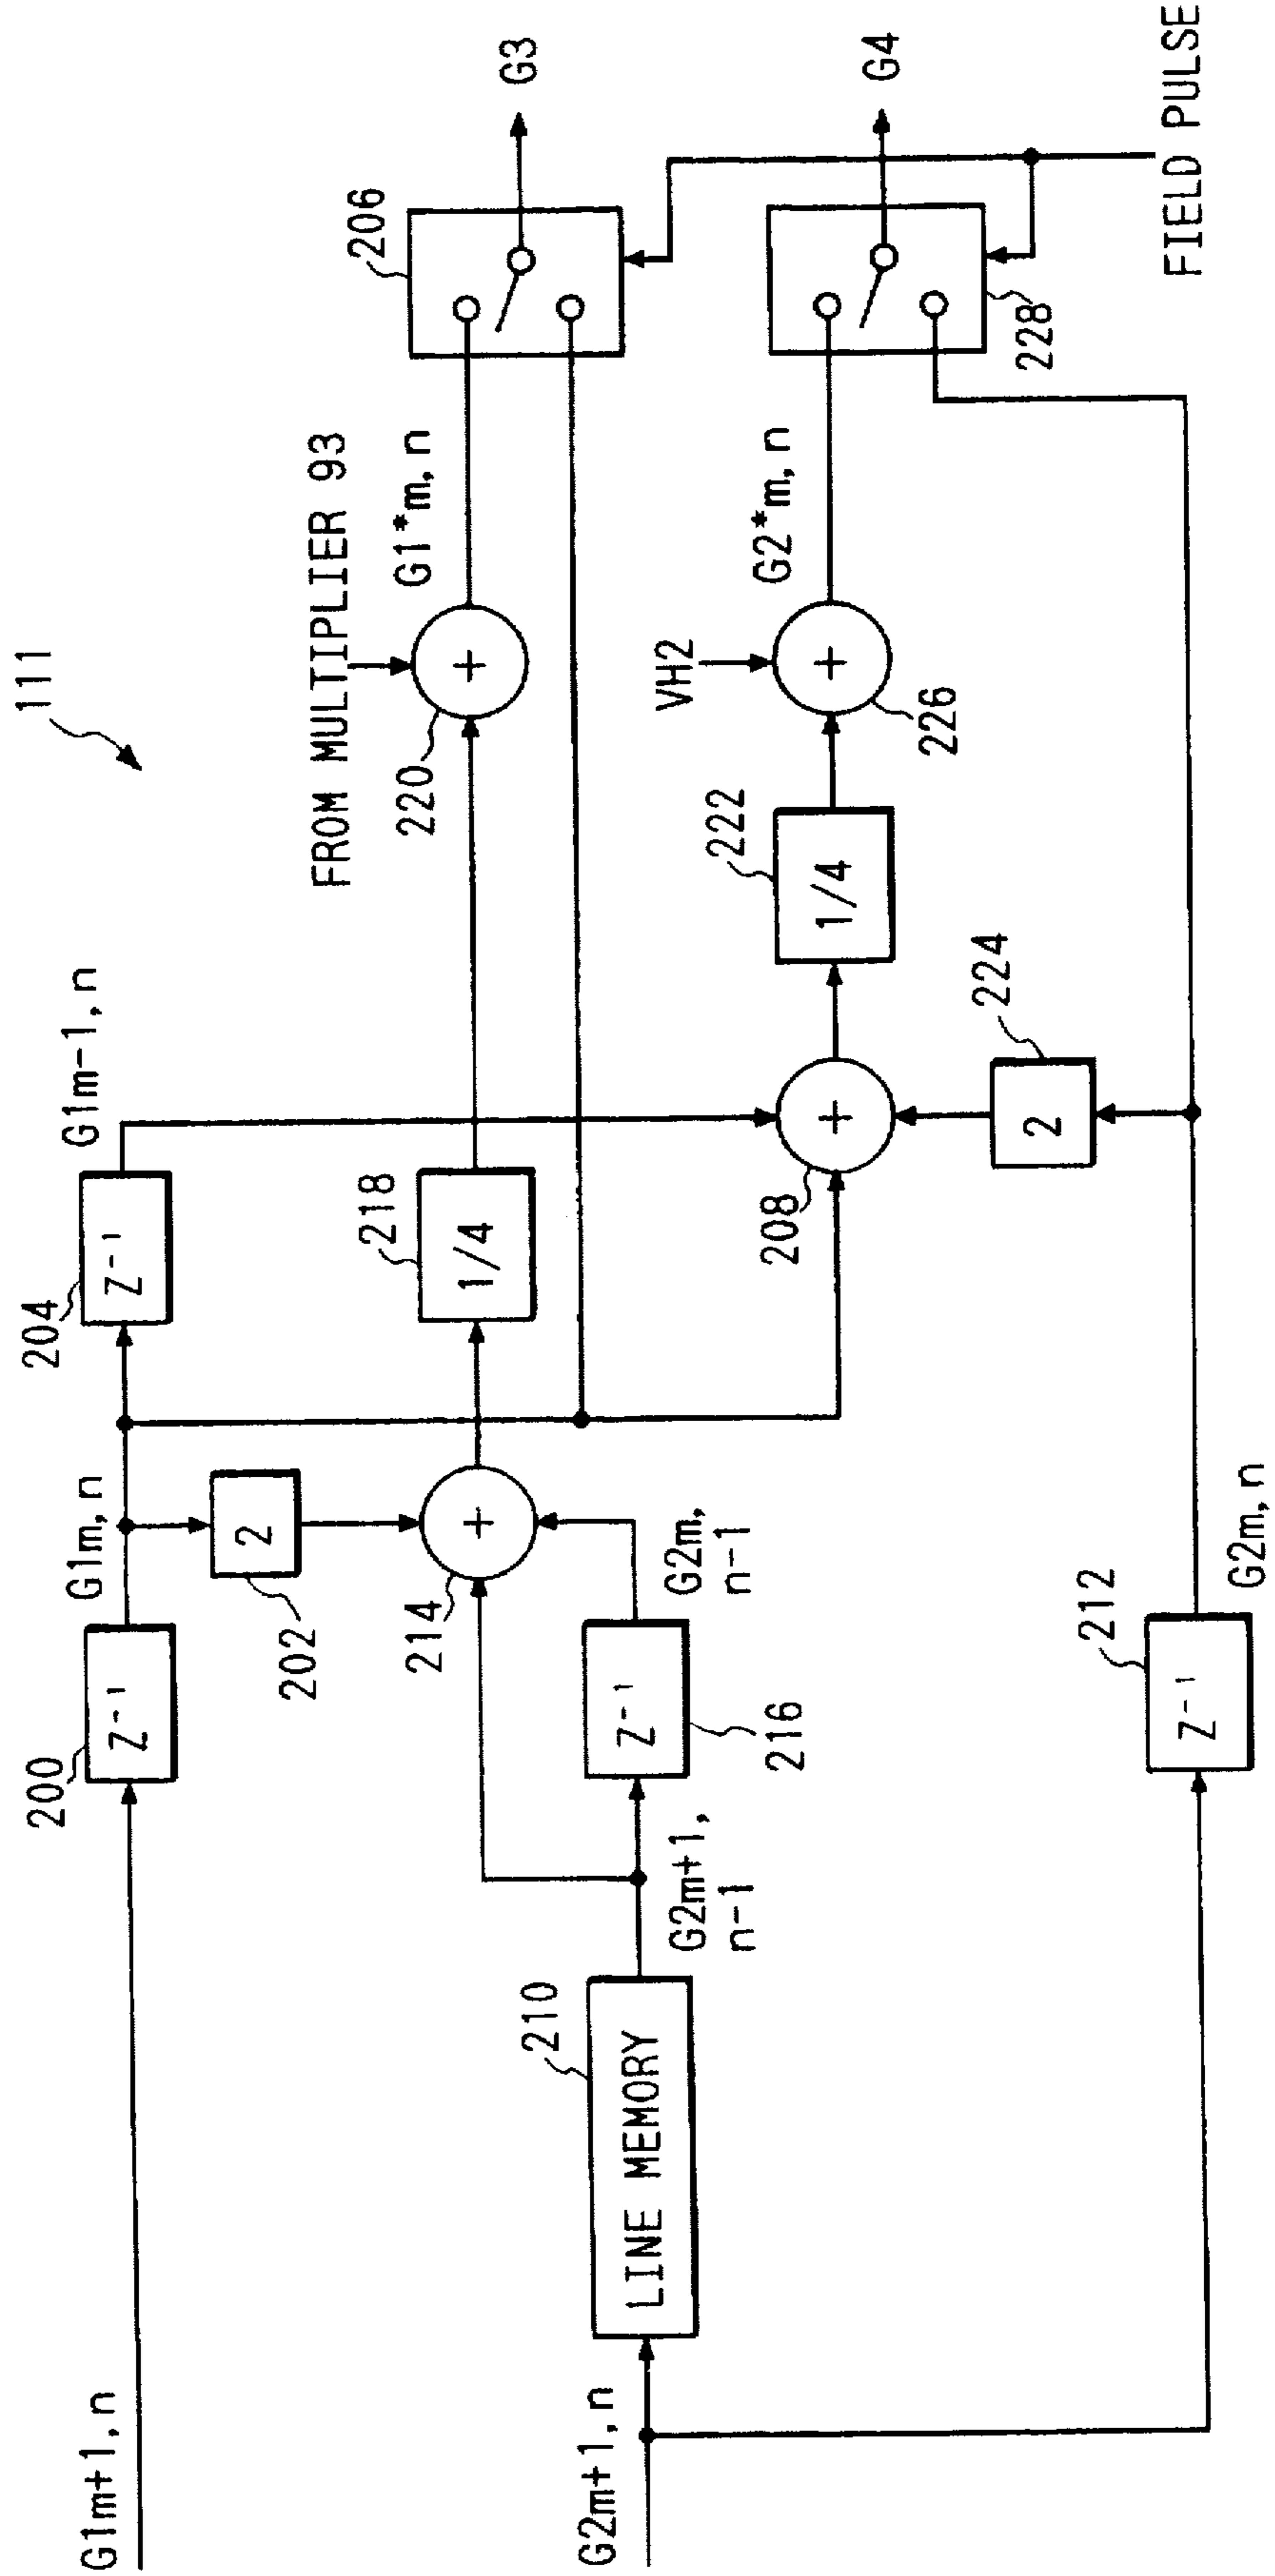 111
G1m+1, n
200
Z⁻¹
G1m, n
204
Z⁻¹
G1m-1, n
202
2
FROM MULTIPLIER 93
214
+
218
1/4
220
+
G1*m, n
206
G3
G2m+1, n
210
LINE MEMORY
G2m+1,
n-1
216
Z⁻¹
G2m,
n-1
208
+
222
1/4
VH2
226
+
G2*m, n
228
G4
224
2
212
Z⁻¹
G2m, n
FIELD PULSE